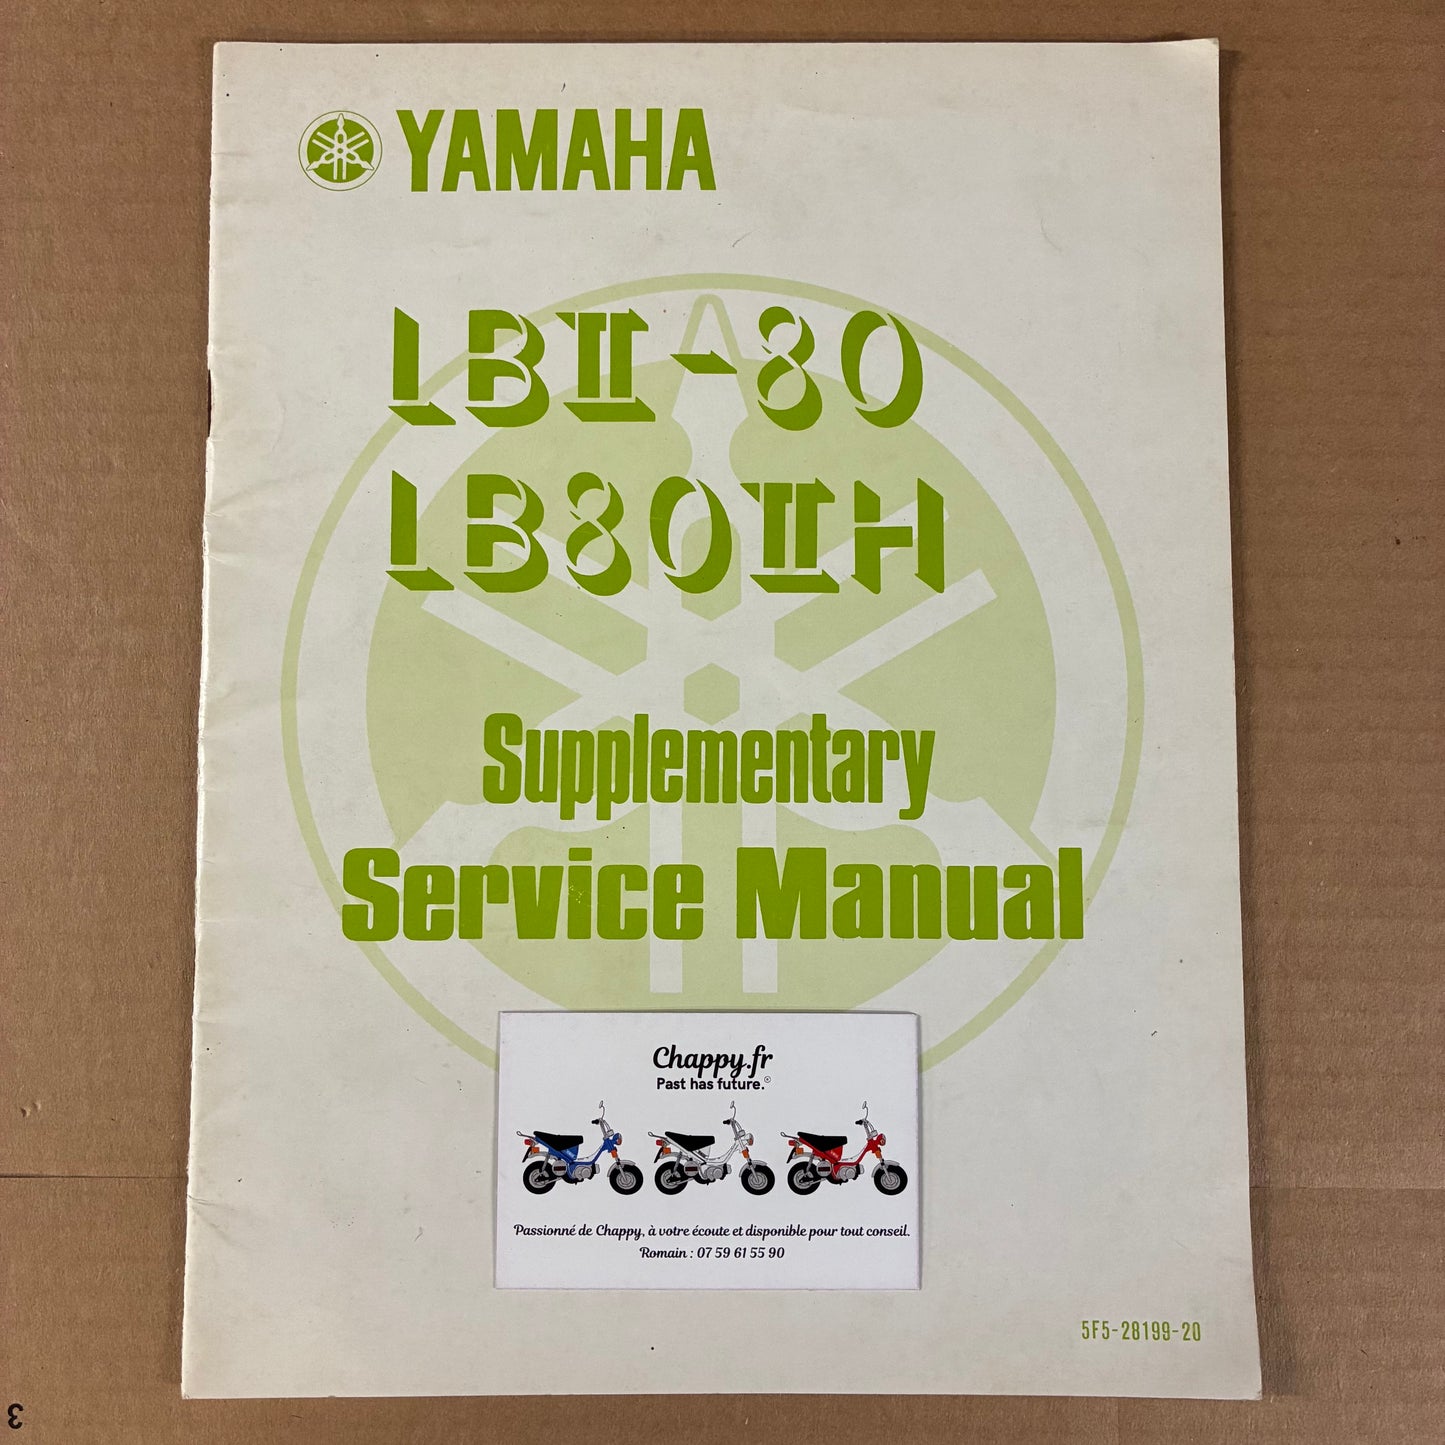 YAMAHA
LBII-80
LB80IIH
Supplementary
Service Manual
Chappy.fr
Past has future.®
Passionné de Chappy, à votre écoute et disponible pour tout conseil.
Romain : 07 59 61 55 90
5F5-28199-20
3